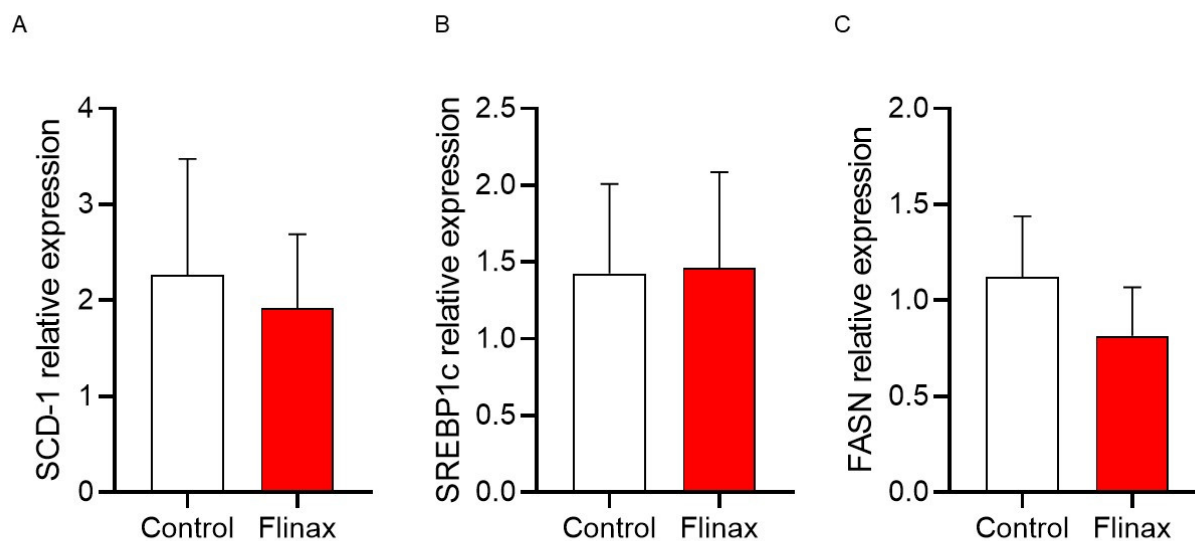 A
SCD-1 relative expression
4
3
2
1
0
Control Flinax
B
SREBP1c relative expression
2.5
2.0
1.5
1.0
0.5
0.0
Control Flinax
C
FASN relative expression
2.0
1.5
1.0
0.5
0.0
Control Flinax